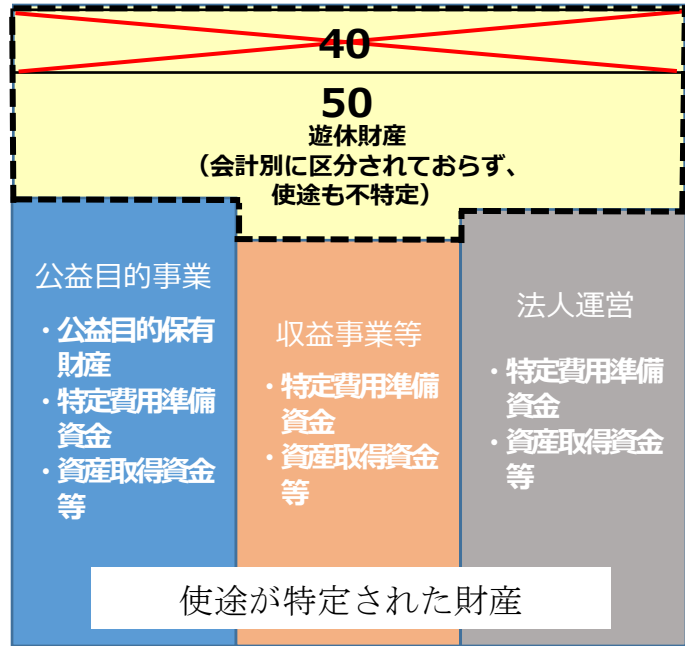 40
50
遊休財産
（会計別に区分されておらず、
使途も不特定）
公益目的事業
・公益目的保有
財産
・特定費用準備
資金
・資産取得資金
等
収益事業等
・特定費用準備
資金
・資産取得資金
等
法人運営
・特定費用準備
資金
・資産取得資金
等
使途が特定された財産